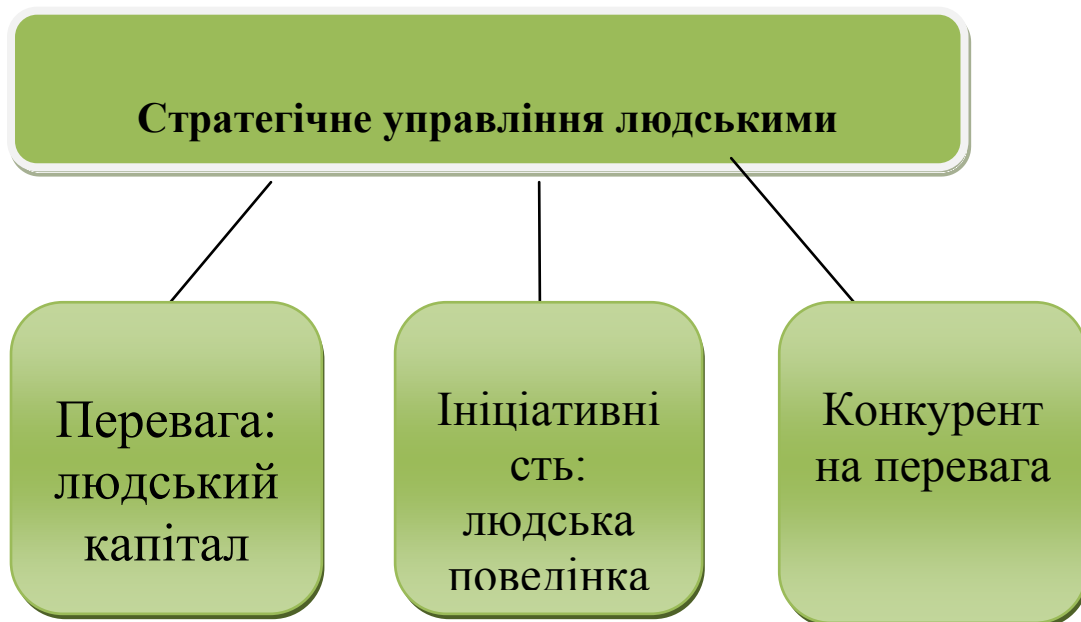 Стратегічне управління людськими
Перевага:
людський
капітал
Ініціативні
сть:
людська
поведінка
Конкурент
на перевага